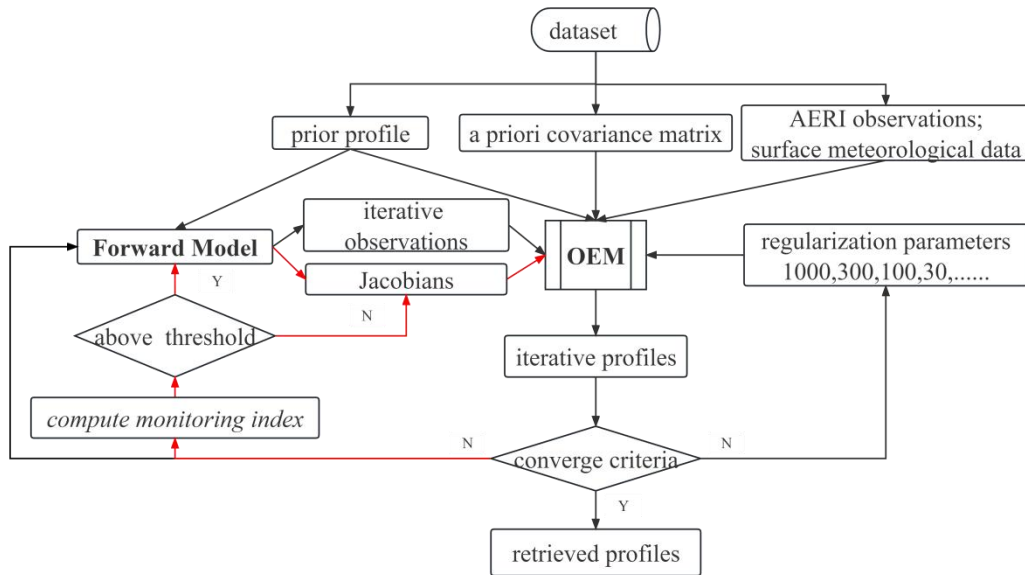 dataset
prior profile
a priori covariance matrix
AERI observations;
surface meteorological data
Forward Model
iterative
observations
Jacobians
OEM
regularization parameters
1000,300,100,30,......
Y
N
above threshold
iterative profiles
compute monitoring index
N
converge criteria
N
Y
retrieved profiles